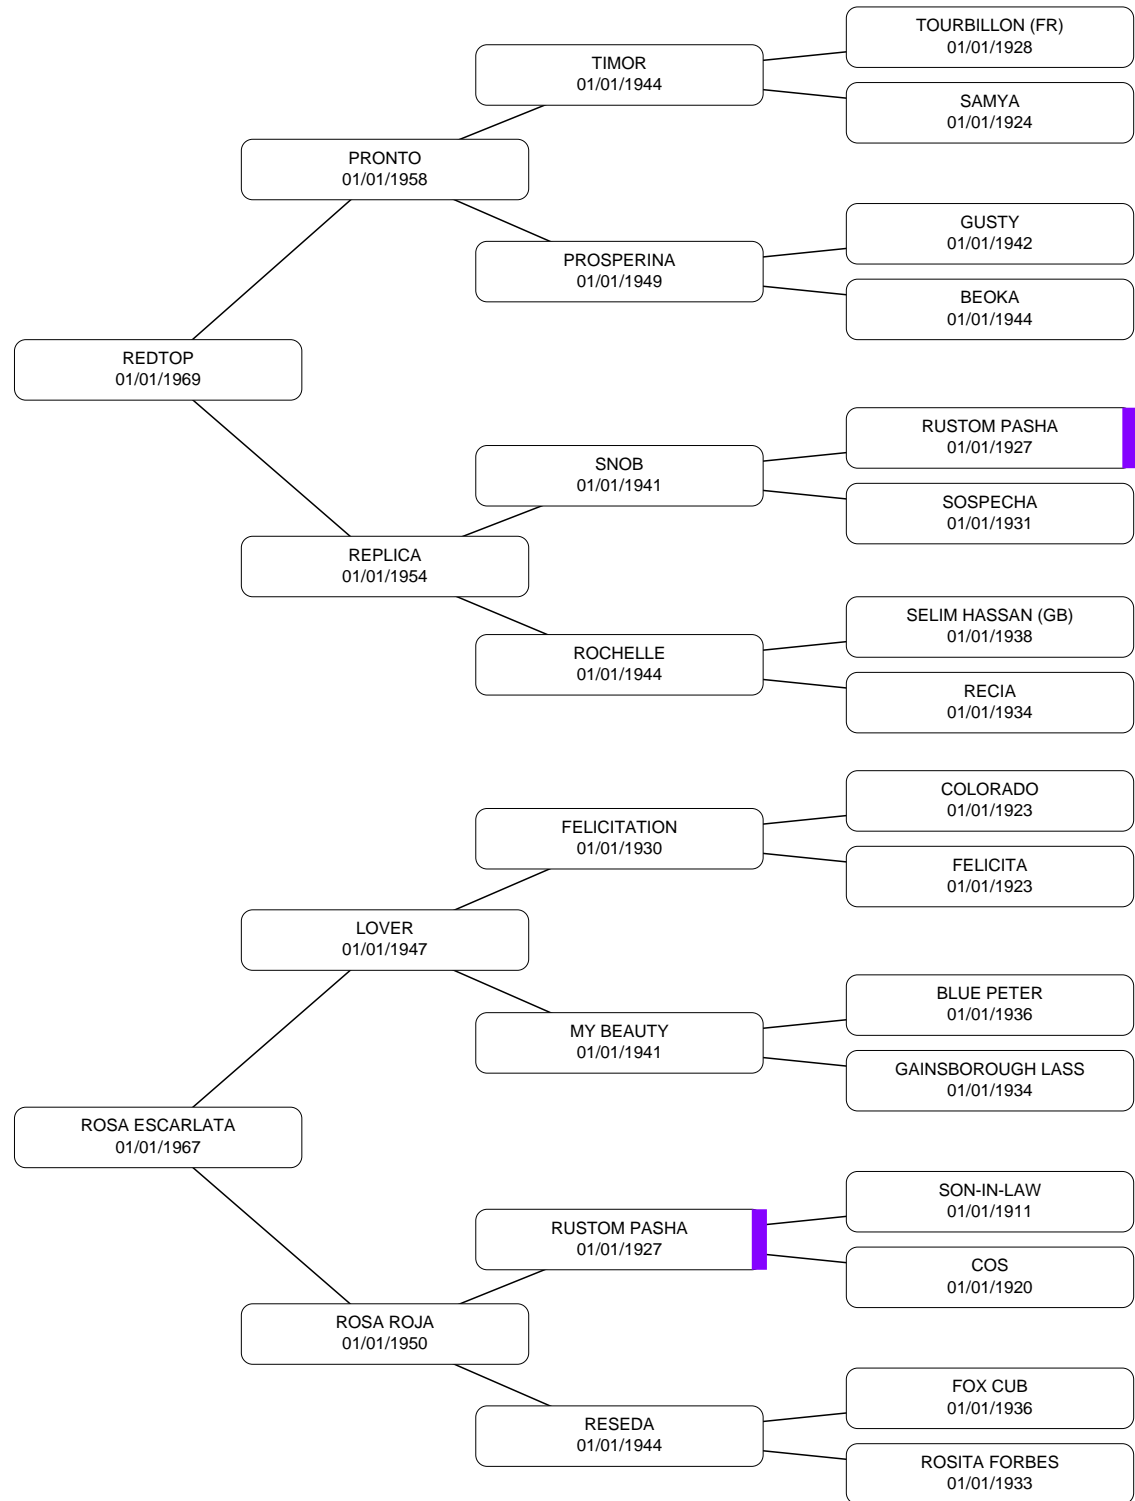 TOURBILLON (FR)
01/01/1928
TIMOR
01/01/1944
SAMYA
01/01/1924
PRONTO
01/01/1958
GUSTY
01/01/1942
PROSPERINA
01/01/1949
BEOKA
01/01/1944
REDTOP
01/01/1969
RUSTOM PASHA
01/01/1927
SNOB
01/01/1941
SOSPECHA
01/01/1931
REPLICA
01/01/1954
SELIM HASSAN (GB)
01/01/1938
ROCHELLE
01/01/1944
RECIA
01/01/1934
COLORADO
01/01/1923
FELICITATION
01/01/1930
FELICITA
01/01/1923
LOVER
01/01/1947
BLUE PETER
01/01/1936
MY BEAUTY
01/01/1941
GAINSBOROUGH LASS
01/01/1934
ROSA ESCARLATA
01/01/1967
SON-IN-LAW
01/01/1911
RUSTOM PASHA
01/01/1927
COS
01/01/1920
ROSA ROJA
01/01/1950
FOX CUB
01/01/1936
RESEDA
01/01/1944
ROSITA FORBES
01/01/1933